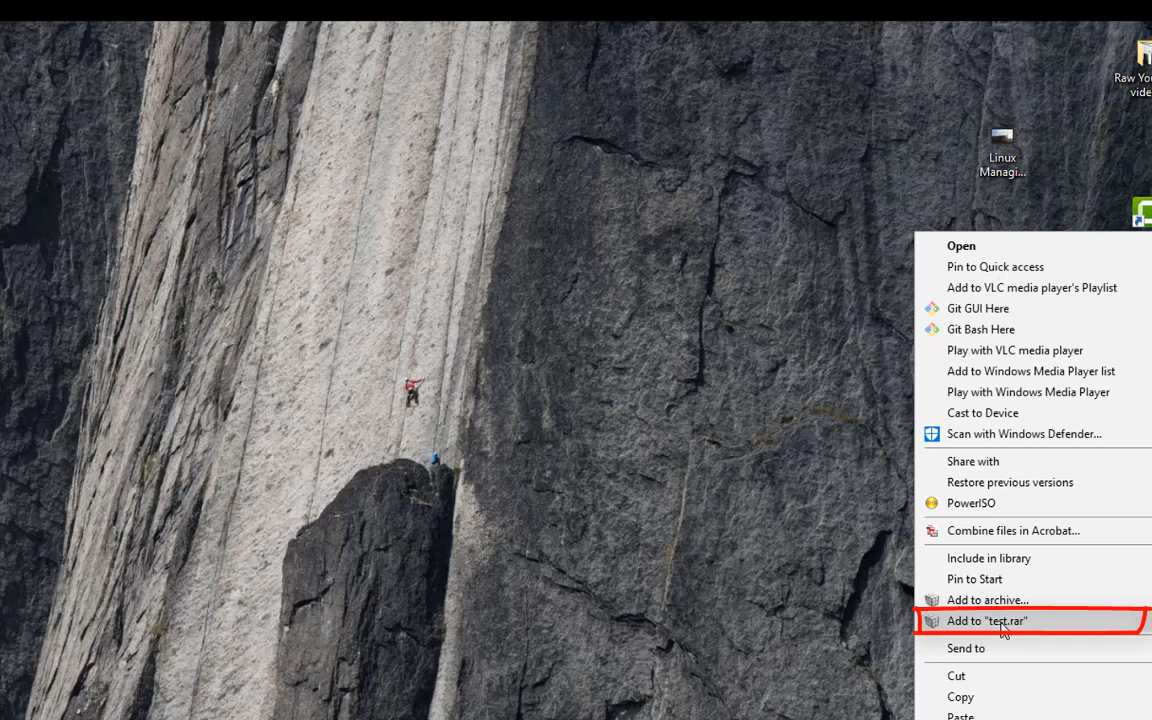 Raw You
vide
Linux
Managi...
Open
Pin to Quick access
Add to VLC media player's Playlist
Git GUI Here
Git Bash Here
Play with VLC media player
Add to Windows Media Player list
Play with Windows Media Player
Cast to Device
Scan with Windows Defender...
Share with
Restore previous versions
PowerISO
Combine files in Acrobat...
Include in library
Pin to Start
Add to archive...
Add to "test.rar"
Send to
Cut
Copy
Paste